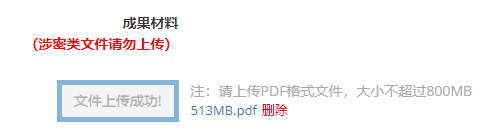 成果材料
（涉密类文件请勿上传）
文件上传成功!
注：请上传PDF格式文件，大小不超过800MB
513MB.pdf 删除